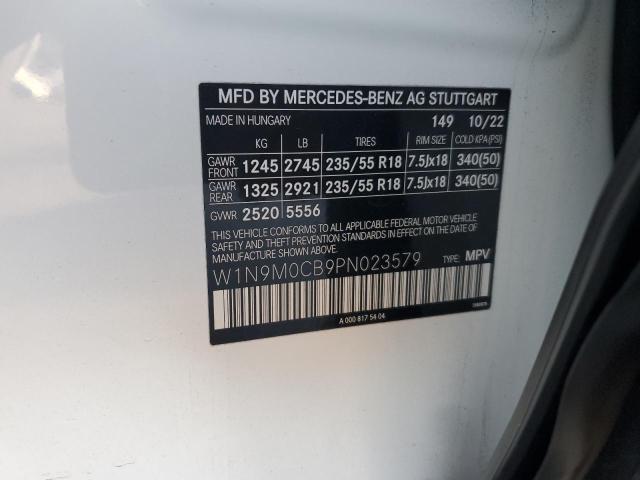 MFD BY MERCEDES-BENZ AG STUTTGART
MADE IN HUNGARY 149 10/22
KG LB TIRES RIM SIZE COLD KPA(PSI)
GAWR FRONT 1245 2745 235/55 R18 7.5Jx18 340(50)
GAWR REAR 1325 2921 235/55 R18 7.5Jx18 340(50)
GVWR 2520 5556
THIS VEHICLE CONFORMS TO ALL APPLICABLE FEDERAL MOTOR VEHICLE
SAFETY AND THEFT PREVENTION STANDARDS IN EFFECT ON THE DATE OF
MANUFACTURE SHOWN ABOVE.
W1N9M0CB9PN023579 TYPE: MPV
A 000 817 54 04